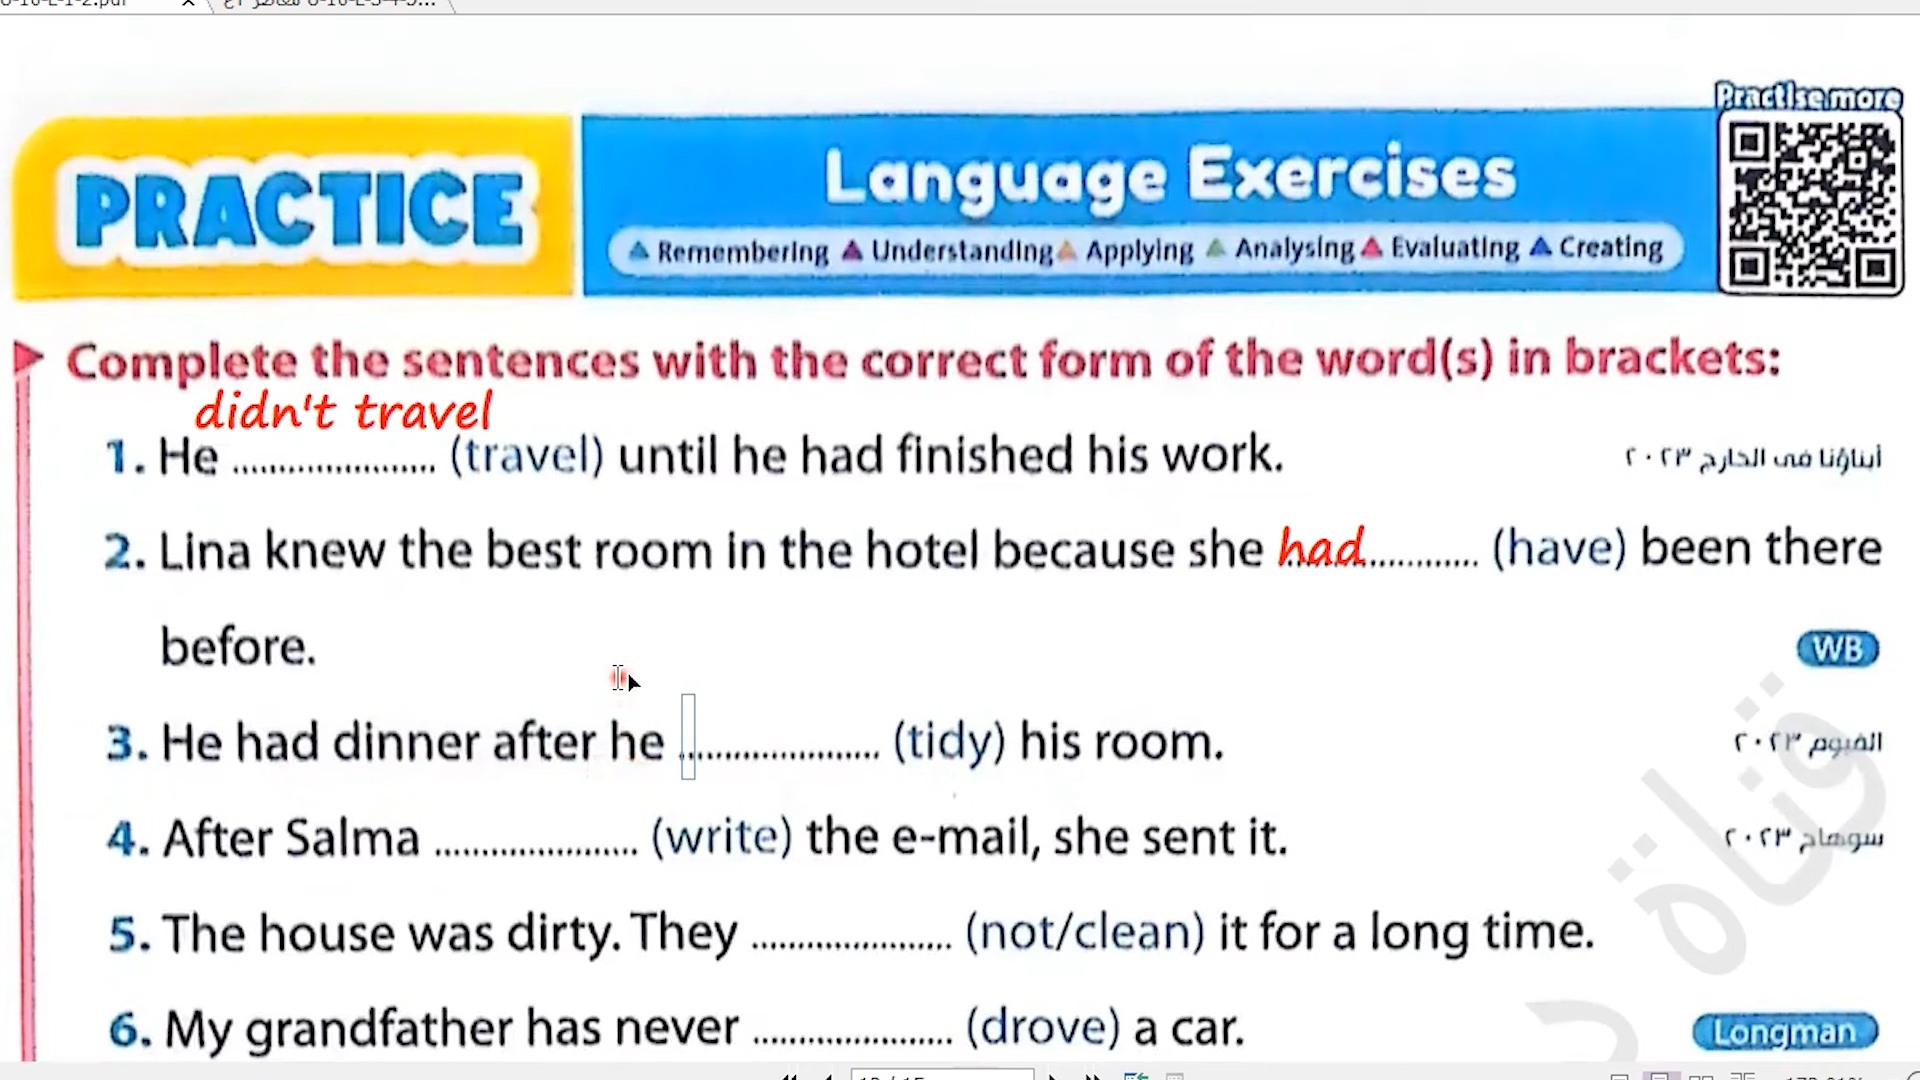 Practise more
PRACTICE
Language Exercises
Remembering Understanding Applying Analysing Evaluating Creating
Complete the sentences with the correct form of the word(s) in brackets:
didn't travel
1. He ...................... (travel) until he had finished his work. أبناؤنا فى الخارج ٢٠٢٣
2. Lina knew the best room in the hotel because she had............ (have) been there
before. WB
3. He had dinner after he ...................... (tidy) his room. الفيوم ٢٠٢٣
4. After Salma ...................... (write) the e-mail, she sent it. سوهاج ٢٠٢٣
5. The house was dirty. They ...................... (not/clean) it for a long time.
6. My grandfather has never ...................... (drove) a car. Longman
قناة